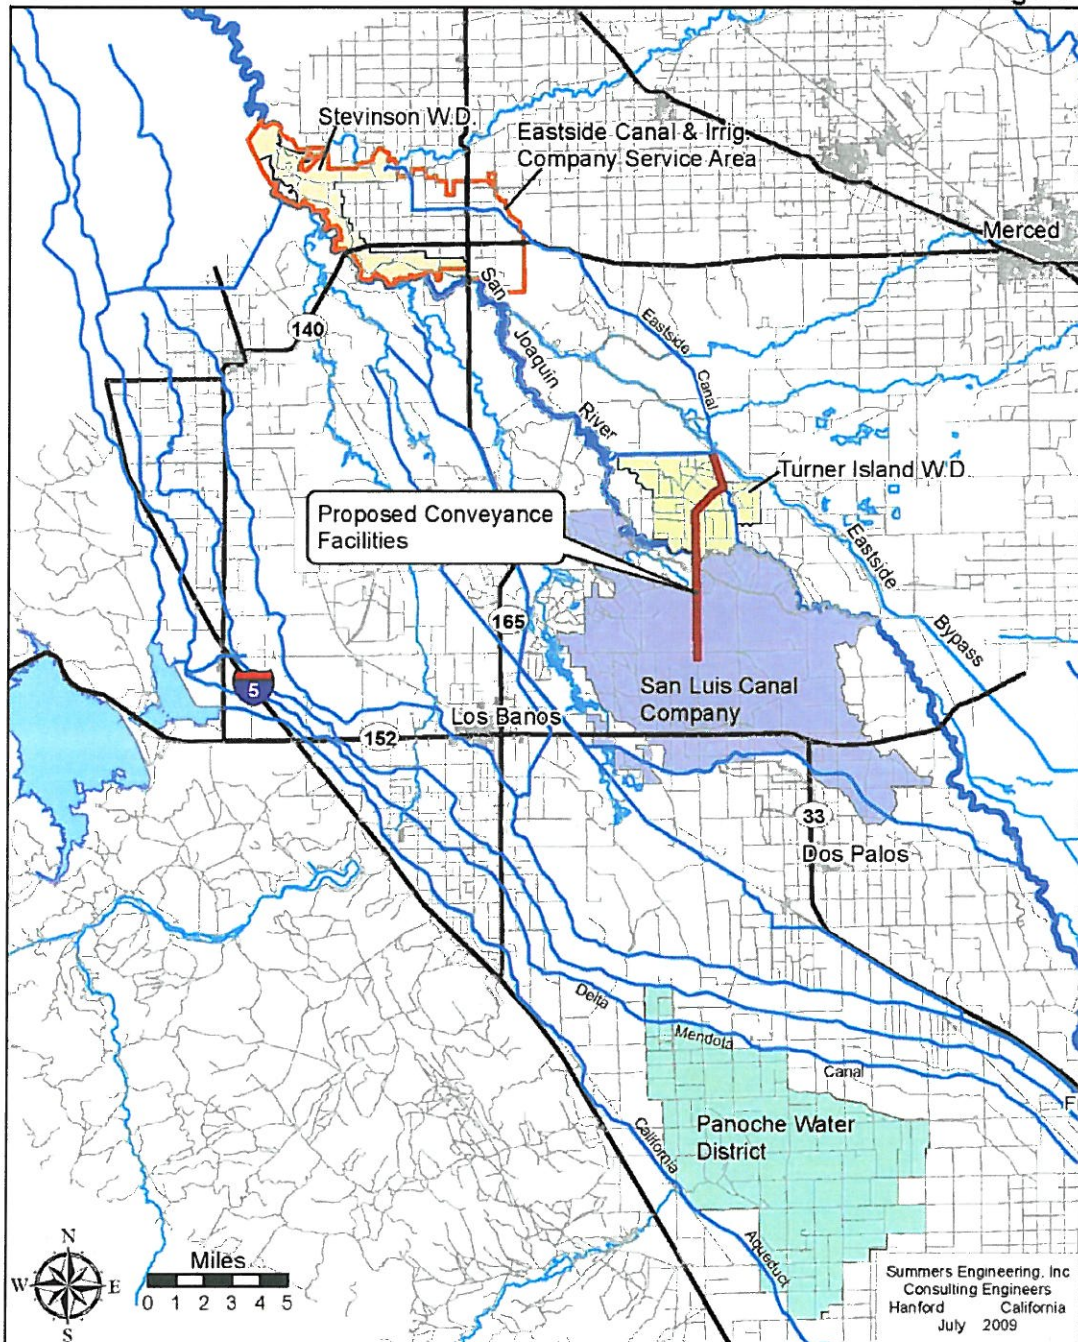 Stevinson W.D.
Eastside Canal & Irrig
Company Service Area
Merced
San
Joaquin
River
Eastside
Canal
140
Turner Island W.D.
Proposed Conveyance
Facilities
Eastside
Bypass
165
5
San Luis Canal
Company
Los Banos
152
33
Dos Palos
Delta
Mendota
Canal
F
Panoche Water
District
California
Aqueduct
N
W
E
S
Miles
0 1 2 3 4 5
Summers Engineering, Inc
Consulting Engineers
Hanford California
July 2009